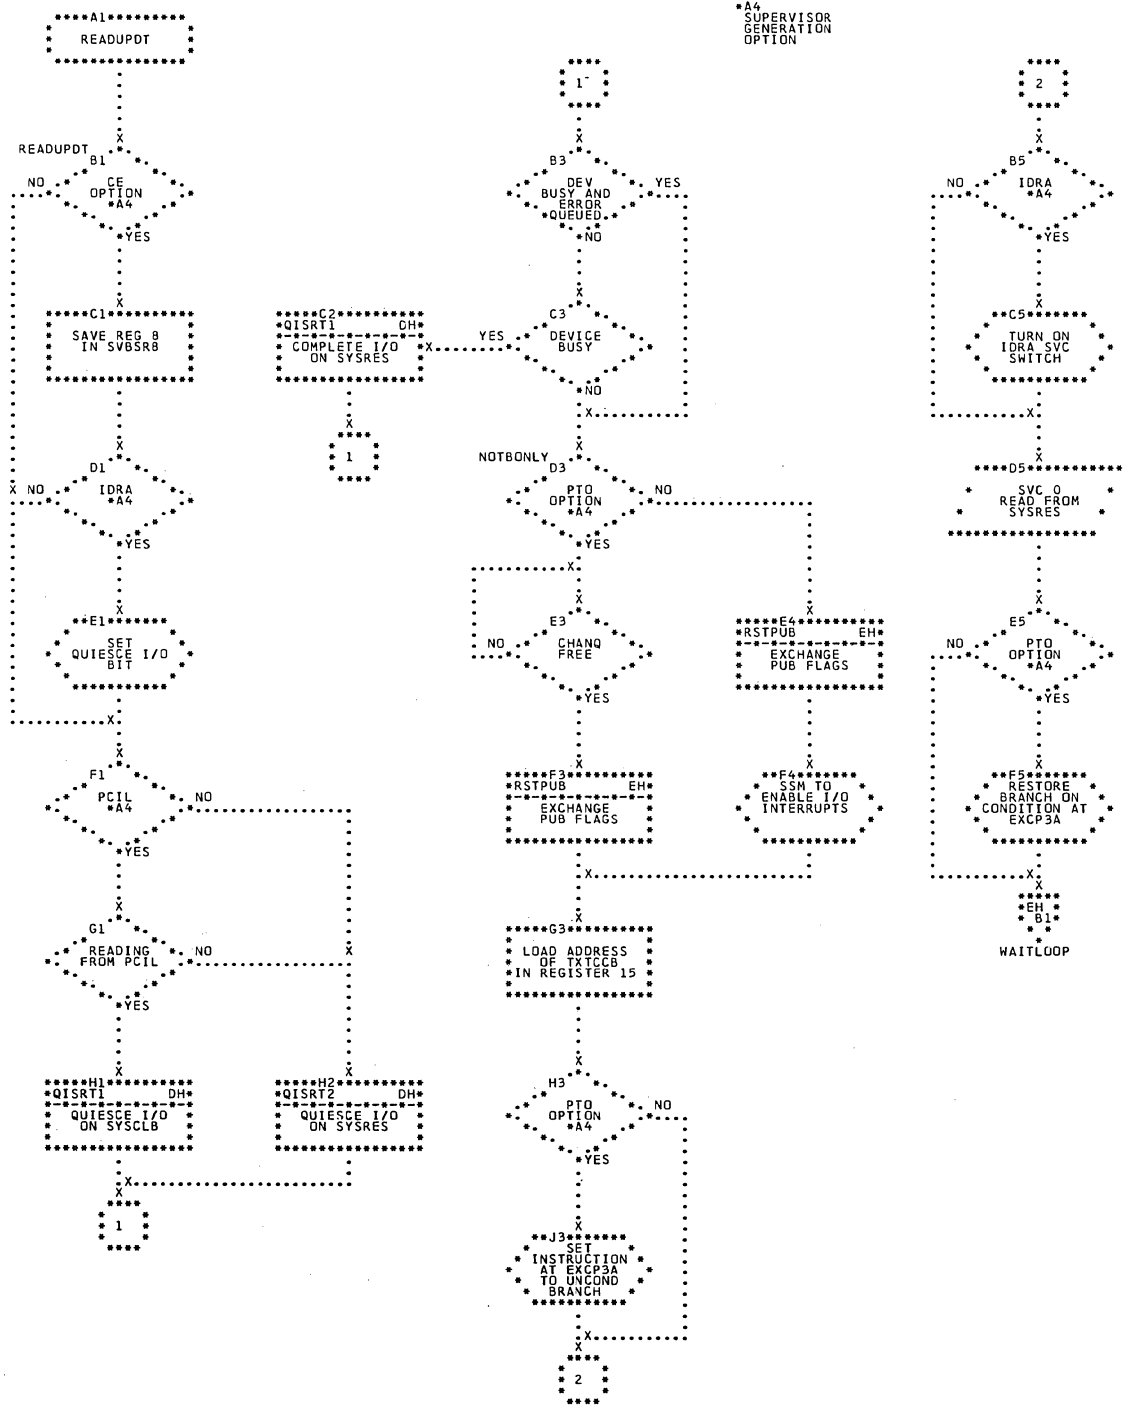 A1
READUPDT
READUPDT
B1
NO
CE
OPTION
*A4
YES
C1
SAVE REG 8
IN SVBSR8
D1
NO
IDRA
*A4
YES
E1
SET
QUIESCE I/O
BIT
F1
PCIL
*A4
NO
YES
G1
READING
FROM PCIL
NO
YES
H1
QISRT1 DH
QUIESCE I/O
ON SYSCLB
1
H2
QISRT2 DH
QUIESCE I/O
ON SYSRES
C2
QISRT1 DH
COMPLETE I/O
ON SYSRES
1
*A4
SUPERVISOR
GENERATION
OPTION
1
B3
DEV
BUSY AND
ERROR
QUEUED
YES
NO
C3
YES
DEVICE
BUSY
NO
NOTBONLY
D3
PTO
OPTION
*A4
NO
YES
E3
NO
CHANQ
FREE
YES
E4
RSTPUB EH
EXCHANGE
PUB FLAGS
F3
RSTPUB EH
EXCHANGE
PUB FLAGS
F4
SSM TO
ENABLE I/O
INTERRUPTS
G3
LOAD ADDRESS
OF TXTCCB
IN REGISTER 15
H3
PTO
OPTION
*A4
NO
YES
J3
SET
INSTRUCTION
AT EXCP3A
TO UNCOND
BRANCH
2
2
B5
NO
IDRA
*A4
YES
C5
TURN ON
IDRA SVC
SWITCH
D5
SVC 0
READ FROM
SYSRES
E5
NO
PTO
OPTION
*A4
YES
F5
RESTORE
BRANCH ON
CONDITION AT
EXCP3A
EH
B1
WAITLOOP